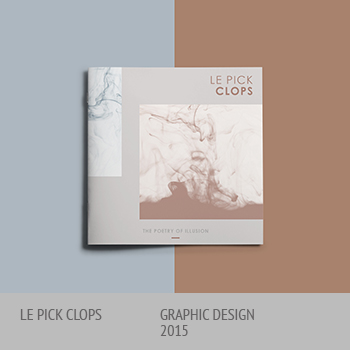 LE PICK
CLOPS
THE POETRY OF ILLUSION
LE PICK CLOPS
GRAPHIC DESIGN
2015